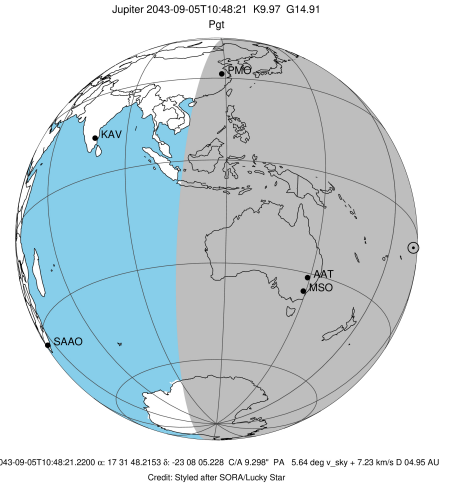 Jupiter 2043-09-05T10:48:21 K9.97 G14.91
Pgt
PMO
KAV
AAT
MSO
SAAO
043-09-05T10:48:21.2200 α: 17 31 48.2153 δ: -23 08 05.228 C/A 9.298" PA 5.64 deg v_sky + 7.23 km/s D 04.95 AU
Credit: Styled after SORA/Lucky Star